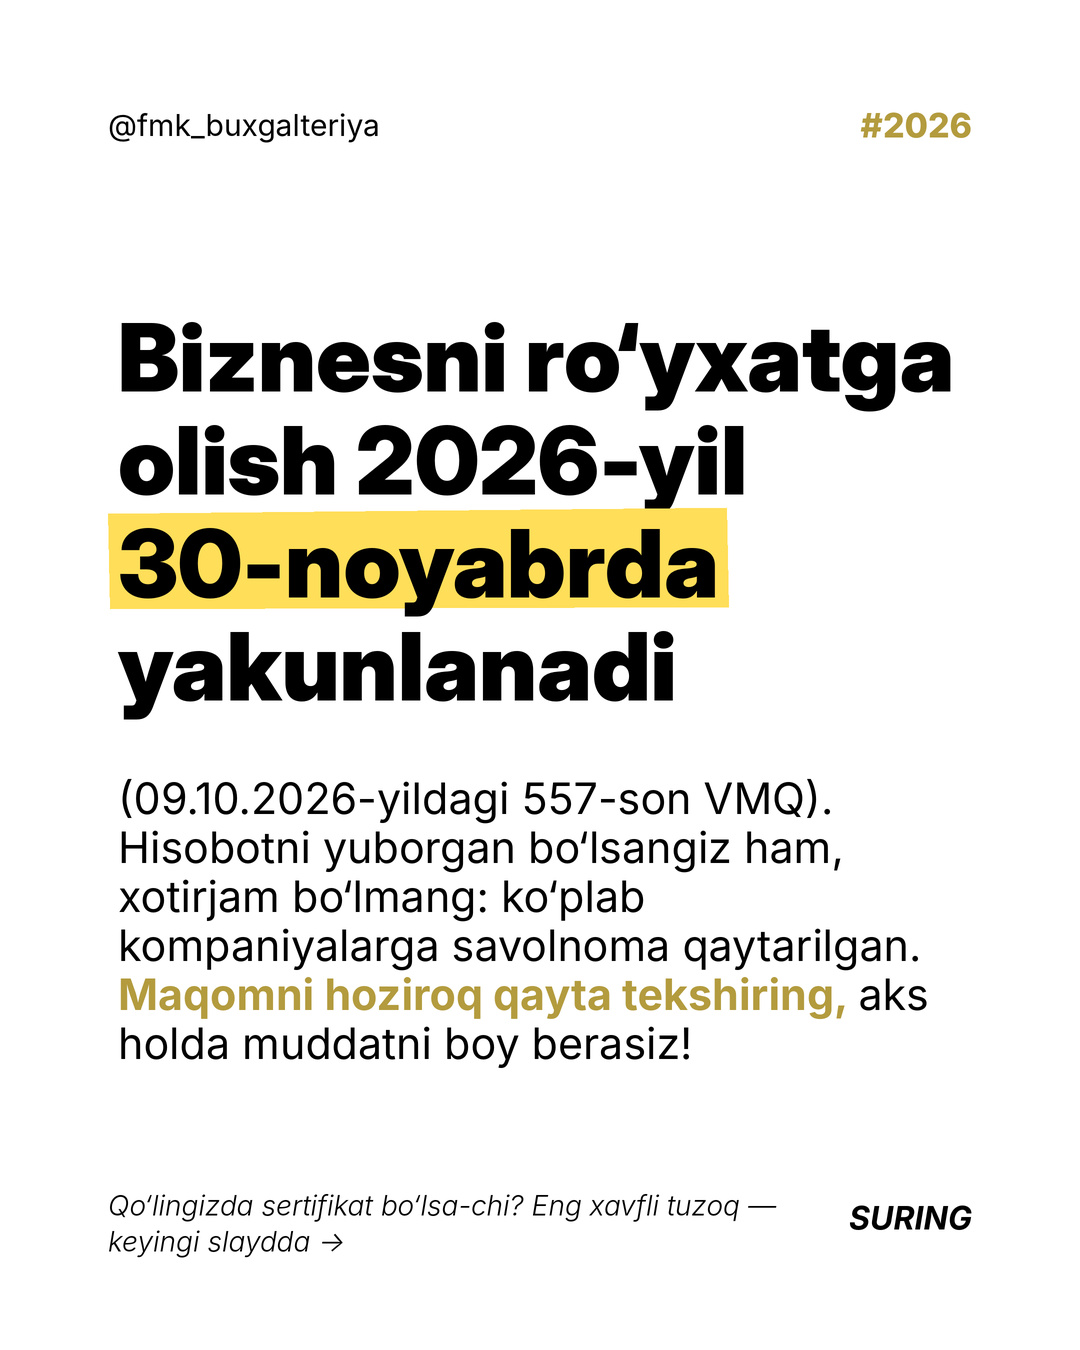 @fmk_buxgalteriya
#2026
Biznesni ro‘yxatga
olish 2026-yil
30-noyabrda
yakunlanadi
(09.10.2026-yildagi 557-son VMQ).
Hisobotni yuborgan bo‘lsangiz ham,
xotirjam bo‘lmang: ko‘plab
kompaniyalarga savolnoma qaytarilgan.
Maqomni hoziroq qayta tekshiring, aks
holda muddatni boy berasiz!
Qo‘lingizda sertifikat bo‘lsa-chi? Eng xavfli tuzoq —
keyingi slaydda →
SURING